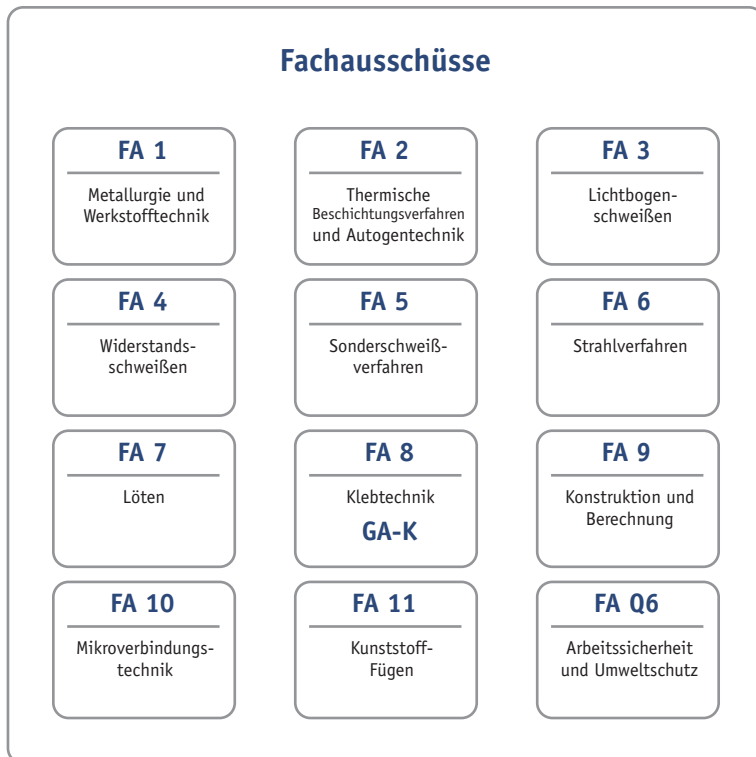 Fachausschüsse
FA 1
Metallurgie und
Werkstofftechnik
FA 2
Thermische
Beschichtungsverfahren
und Autogentechnik
FA 3
Lichtbogen-
schweißen
FA 4
Widerstands-
schweißen
FA 5
Sonderschweiß-
verfahren
FA 6
Strahlverfahren
FA 7
Löten
FA 8
Klebtechnik
GA-K
FA 9
Konstruktion und
Berechnung
FA 10
Mikroverbindungs-
technik
FA 11
Kunststoff-
Fügen
FA Q6
Arbeitssicherheit
und Umweltschutz